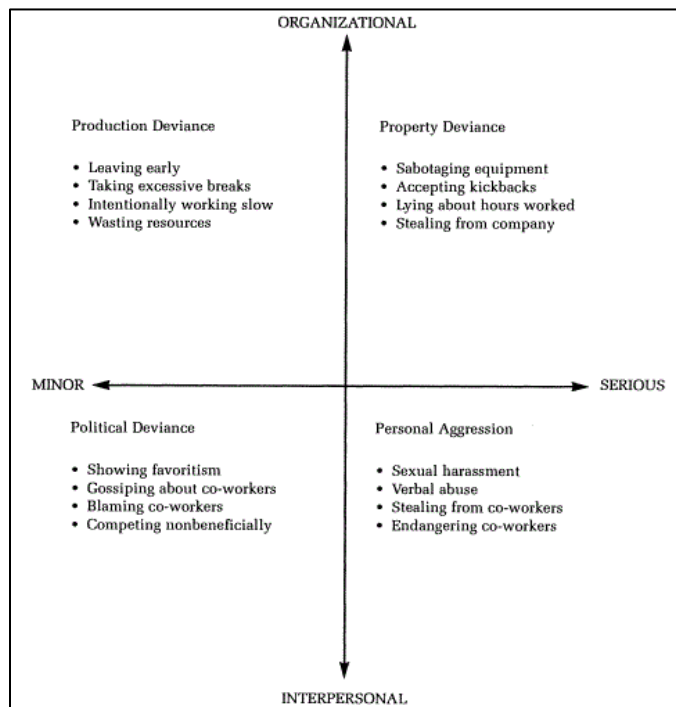 ORGANIZATIONAL
Production Deviance
• Leaving early
• Taking excessive breaks
• Intentionally working slow
• Wasting resources
Property Deviance
• Sabotaging equipment
• Accepting kickbacks
• Lying about hours worked
• Stealing from company
MINOR
SERIOUS
Political Deviance
• Showing favoritism
• Gossiping about co-workers
• Blaming co-workers
• Competing nonbeneficially
Personal Aggression
• Sexual harassment
• Verbal abuse
• Stealing from co-workers
• Endangering co-workers
INTERPERSONAL